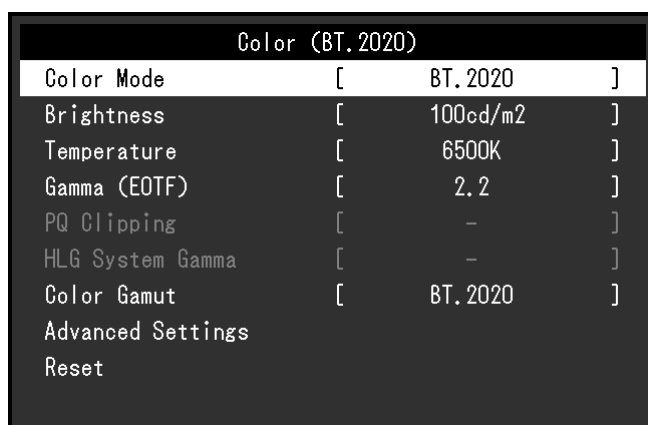 Color (BT.2020)
Color Mode [ BT.2020 ]
Brightness [ 100cd/m2 ]
Temperature [ 6500K ]
Gamma (EOTF) [ 2.2 ]
PQ Clipping [ - ]
HLG System Gamma [ - ]
Color Gamut [ BT.2020 ]
Advanced Settings
Reset